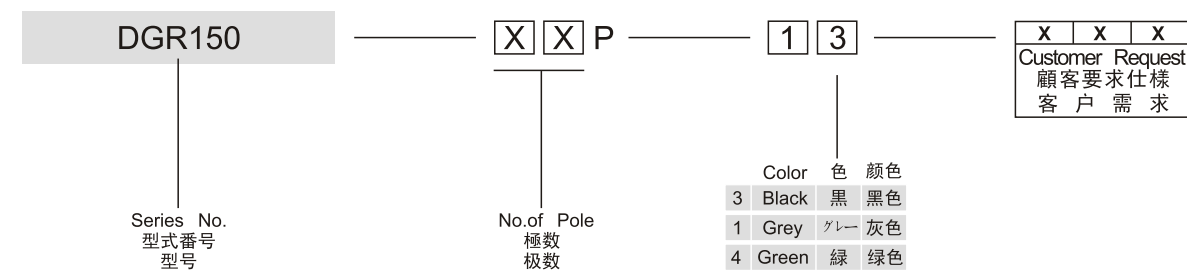 DGR150 XXP 13
X X X
Customer Request
顧客要求仕様
客户需求
Series No.
型式番号
型号
No.of Pole
極数
极数
Color 色 颜色
3 Black 黒 黑色
1 Grey グレー 灰色
4 Green 緑 绿色